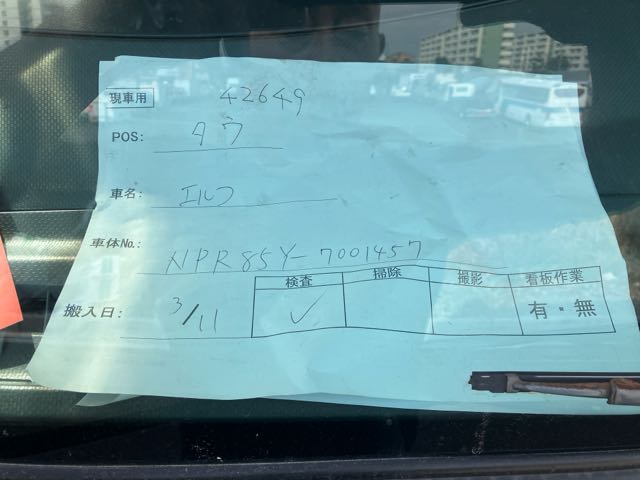 現車用 42649
POS: タウ
車名: エルフ
車体No.: NPR85Y-7001457
搬入日: 3/11
検査 掃除 撮影 看板作業
✓ 有・無